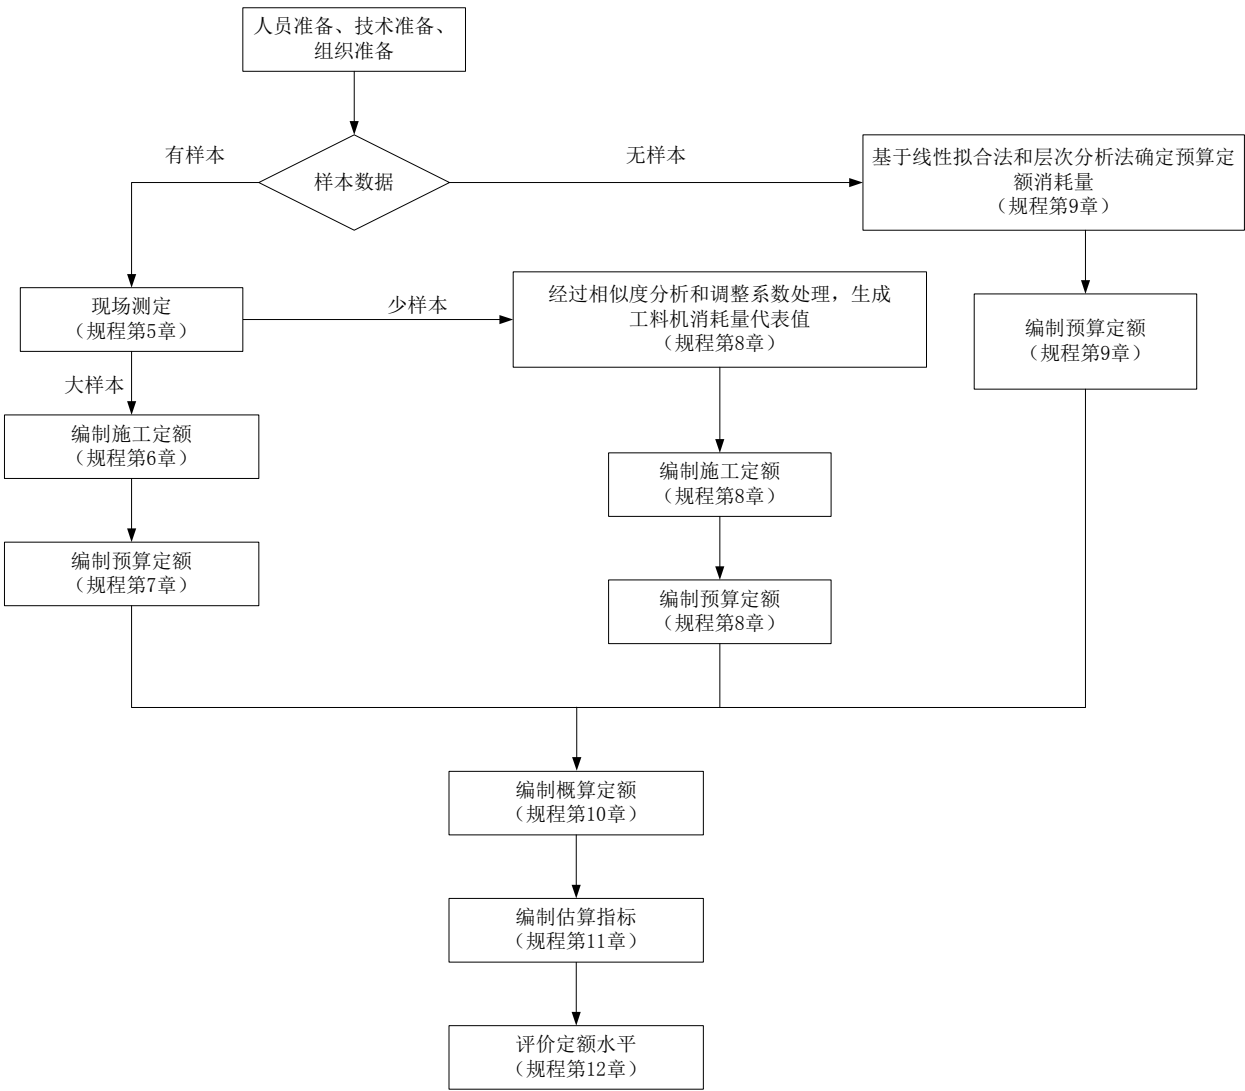 人员准备、技术准备、
组织准备
有样本
样本数据
无样本
基于线性拟合法和层次分析法确定预算定
额消耗量
（规程第9章）
现场测定
（规程第5章）
少样本
经过相似度分析和调整系数处理，生成
工料机消耗量代表值
（规程第8章）
编制预算定额
（规程第9章）
大样本
编制施工定额
（规程第6章）
编制施工定额
（规程第8章）
编制预算定额
（规程第7章）
编制预算定额
（规程第8章）
编制概算定额
（规程第10章）
编制估算指标
（规程第11章）
评价定额水平
（规程第12章）